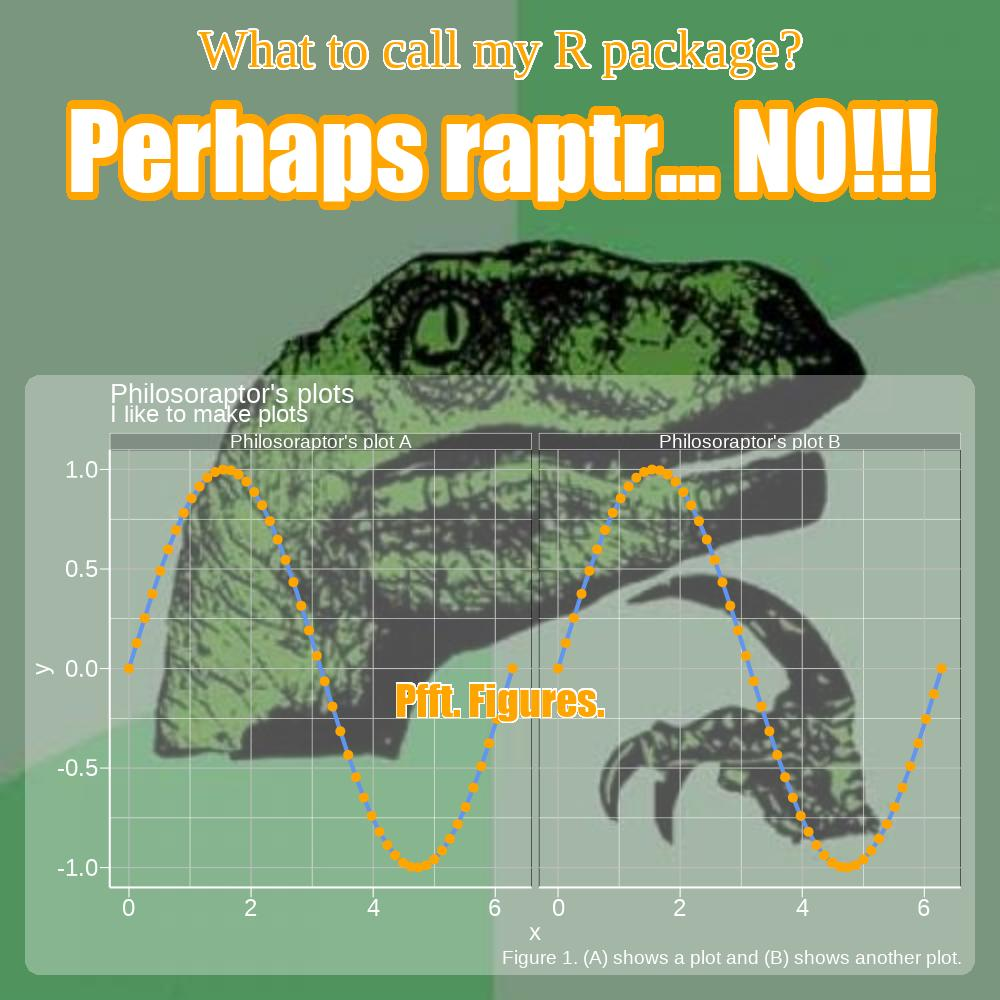 What to call my R package?
Perhaps raptr... NO!!!
Philosoraptor's plots
I like to make plots
Philosoraptor's plot A
Philosoraptor's plot B
1.0
0.5
0.0
-0.5
-1.0
y
Pfft. Figures.
0 2 4 6 0 2 4 6
x
Figure 1. (A) shows a plot and (B) shows another plot.